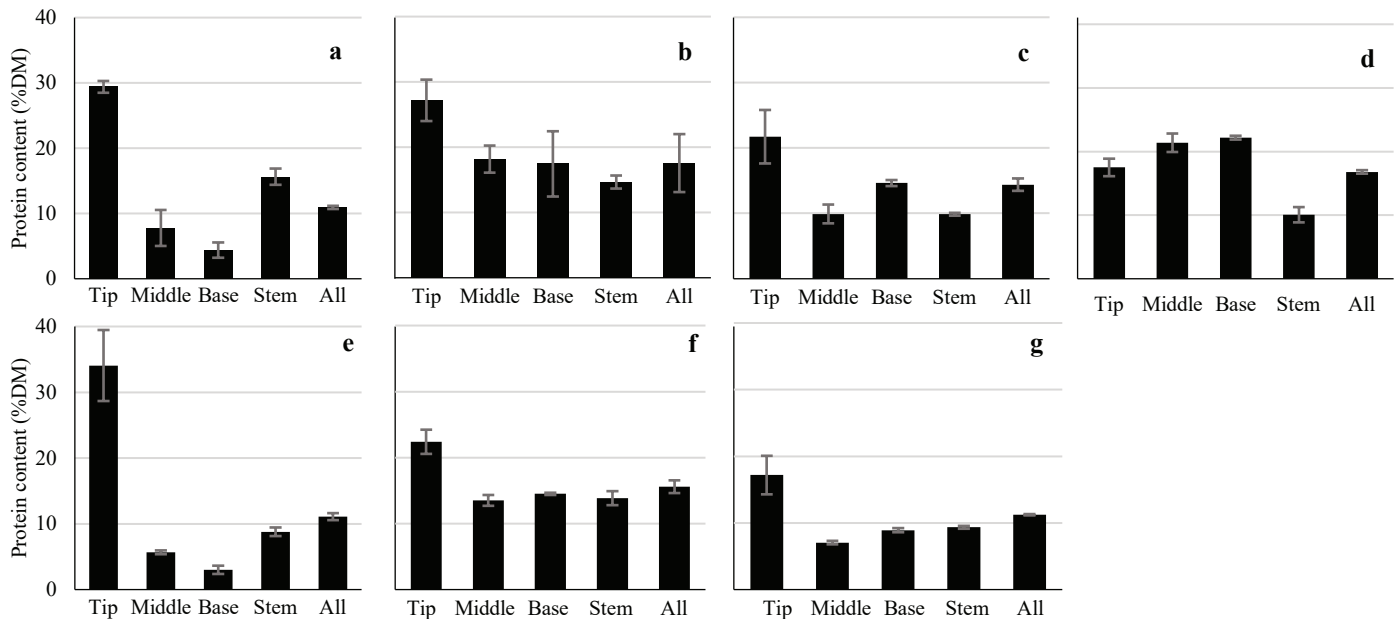 40
30
20
10
0
Protein content (%DM)
a
b
c
d
Tip Middle Base Stem All
Tip Middle Base Stem All
Tip Middle Base Stem All
Tip Middle Base Stem All
40
30
20
10
0
Protein content (%DM)
e
f
g
Tip Middle Base Stem All
Tip Middle Base Stem All
Tip Middle Base Stem All